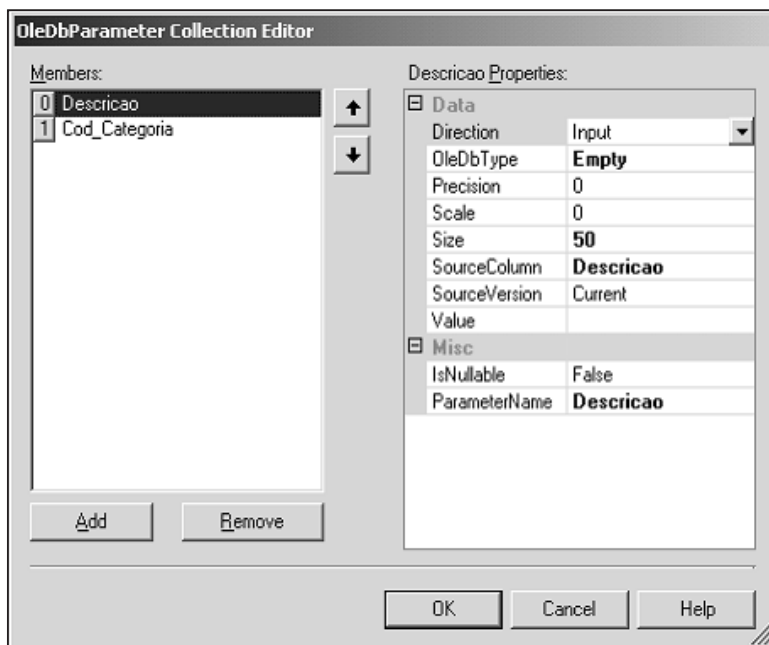 OleDbParameter Collection Editor
Members:
0 Descricao
1 Cod_Categoria
Add Remove
Descricao Properties:
Data
Direction Input
OleDbType Empty
Precision 0
Scale 0
Size 50
SourceColumn Descricao
SourceVersion Current
Value
Misc
IsNullable False
ParameterName Descricao
OK Cancel Help